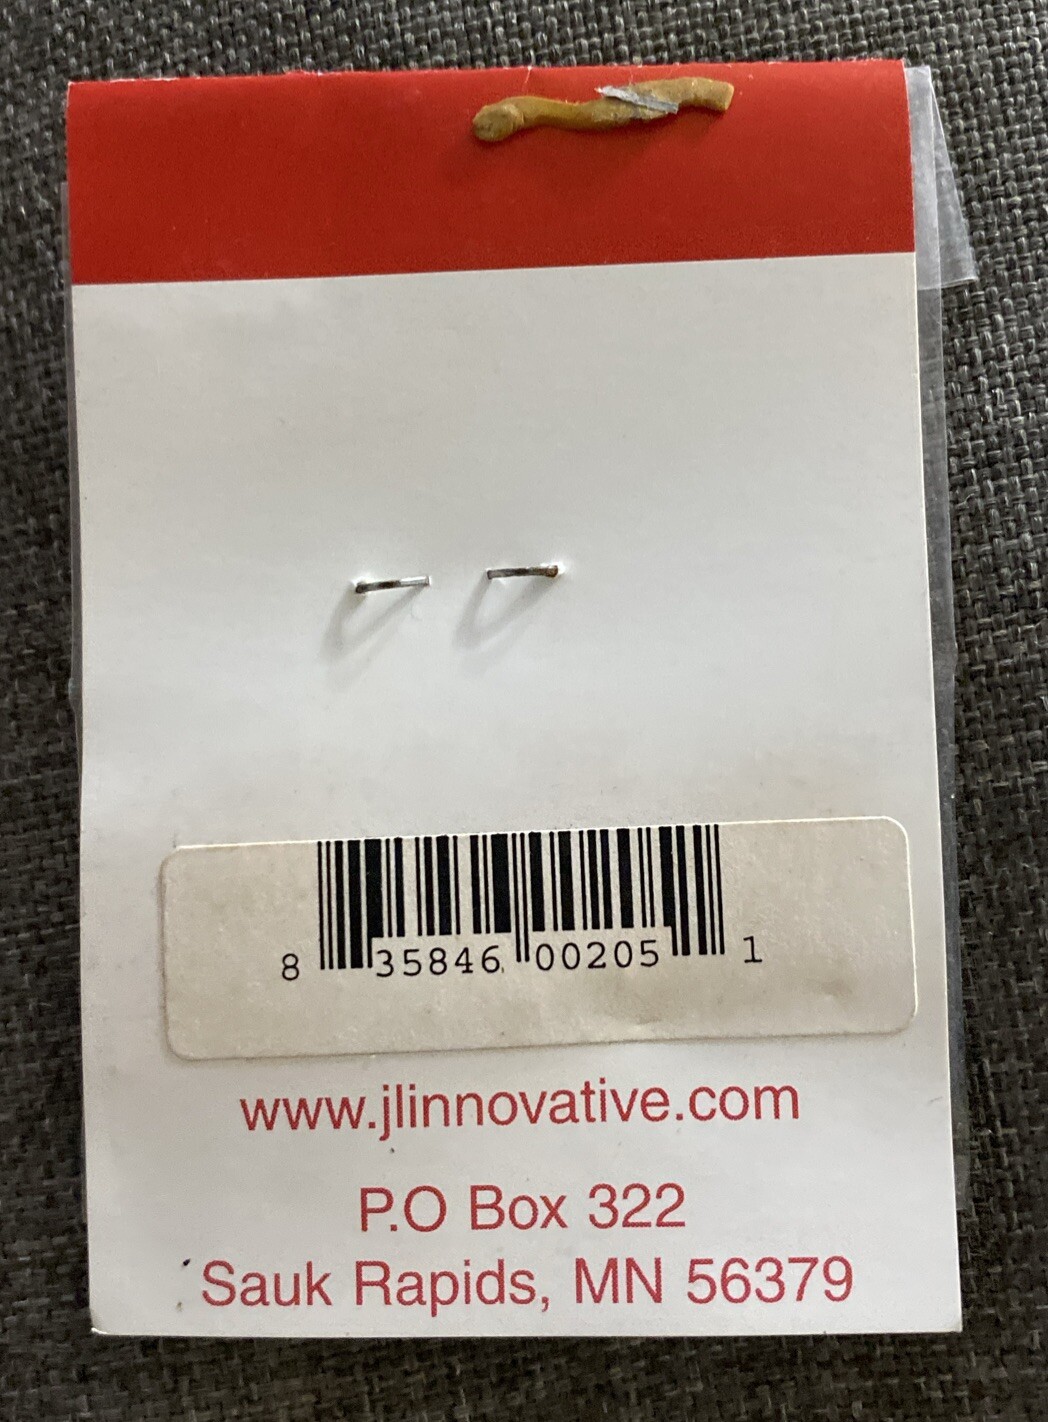 8 35846 00205 1
www.jlinnovative.com
P.O Box 322
Sauk Rapids, MN 56379